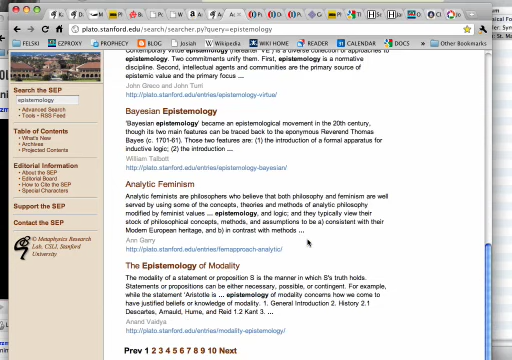 plato.stanford.edu/search/searcher.py?query=epistemology
FELSKI EZPROXY PROPHECY BLOG Josiah Wikipedia WIKI HOME READER CALENDAR DOCS Other Bookmarks
Search the SEP
epistemology
Advanced Search
Tools RSS Feed
Table of Contents
What's New
Archives
Projected Contents
Editorial Information
About the SEP
Editorial Board
How to Cite the SEP
Special Characters
Support the SEP
Contact the SEP
© Metaphysics Research
Lab, CSLI, Stanford
University
approaches to
epistemology. Two commitments unify them. First, epistemology is a normative
discipline. Second, intellectual agents and communities are the primary source of
epistemic value and the primary focus ...
John Greco and John Turri
http://plato.stanford.edu/entries/epistemology-virtue/
Bayesian Epistemology
'Bayesian epistemology' became an epistemological movement in the 20th century,
though its two main features can be traced back to the eponymous Reverend Thomas
Bayes (c. 1701-61). Those two features are: (1) the introduction of a formal apparatus for
inductive logic; (2) the introduction ...
William Talbott
http://plato.stanford.edu/entries/epistemology-bayesian/
Analytic Feminism
Analytic feminists are philosophers who believe that both philosophy and feminism are well
served by using some of the concepts, theories and methods of analytic philosophy
modified by feminist values ... epistemology, and logic; and they typically view their
stock of philosophical concepts, methods, and assumptions to be a) consistent with their
Modern European heritage, and b) in contrast with methods ...
Ann Garry
http://plato.stanford.edu/entries/femapproach-analytic/
The Epistemology of Modality
The modality of a statement or proposition S is the manner in which S's truth holds.
Statements or propositions can be either necessary, possible, or contingent. For example,
while the statement 'Aristotle is ... epistemology of modality concerns how we come to
have justified beliefs or knowledge of modality. 1. General Introduction 2. History 2.1
Descartes, Arnauld, Hume, and Reid 1.2 Kant 3. ...
Anand Vaidya
http://plato.stanford.edu/entries/modality-epistemology/
Prev 1 2 3 4 5 6 7 8 9 10 Next